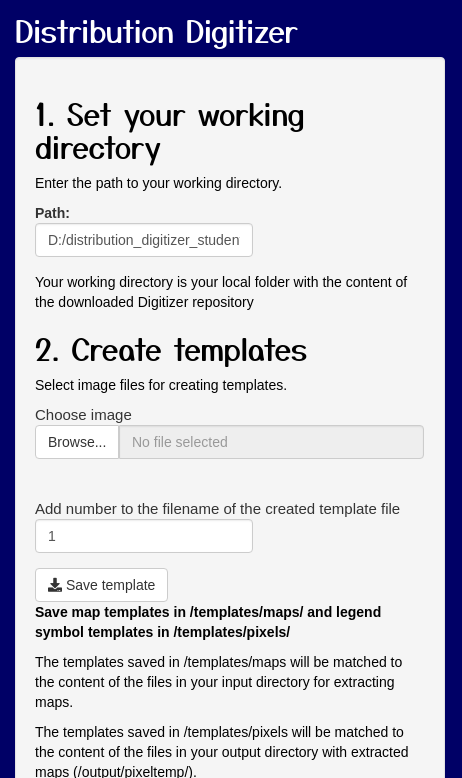 Distribution Digitizer
1. Set your working
directory
Enter the path to your working directory.
Path:
D:/distribution_digitizer_studen
Your working directory is your local folder with the content of
the downloaded Digitizer repository
2. Create templates
Select image files for creating templates.
Choose image
Browse... No file selected
Add number to the filename of the created template file
1
Save template
Save map templates in /templates/maps/ and legend
symbol templates in /templates/pixels/
The templates saved in /templates/maps will be matched to
the content of the files in your input directory for extracting
maps.
The templates saved in /templates/pixels will be matched to
the content of the files in your output directory with extracted
maps (/output/pixeltemp/).